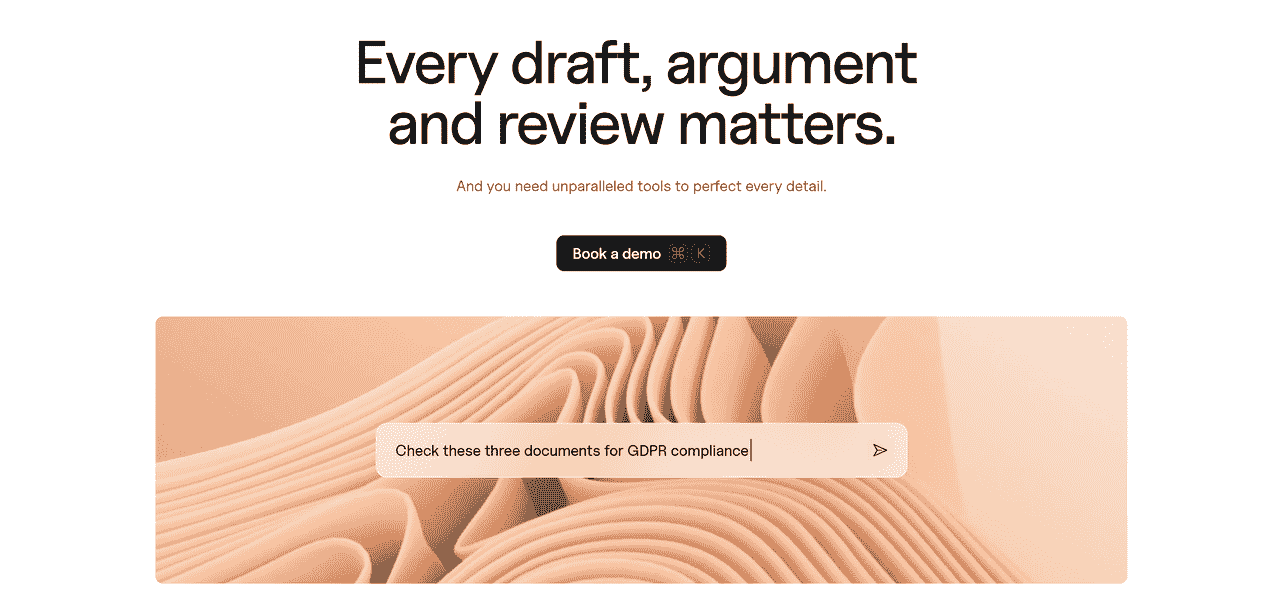 Every draft, argument
and review matters.
And you need unparalleled tools to perfect every detail.
Book a demo ⌘ K
Check these three documents for GDPR compliance